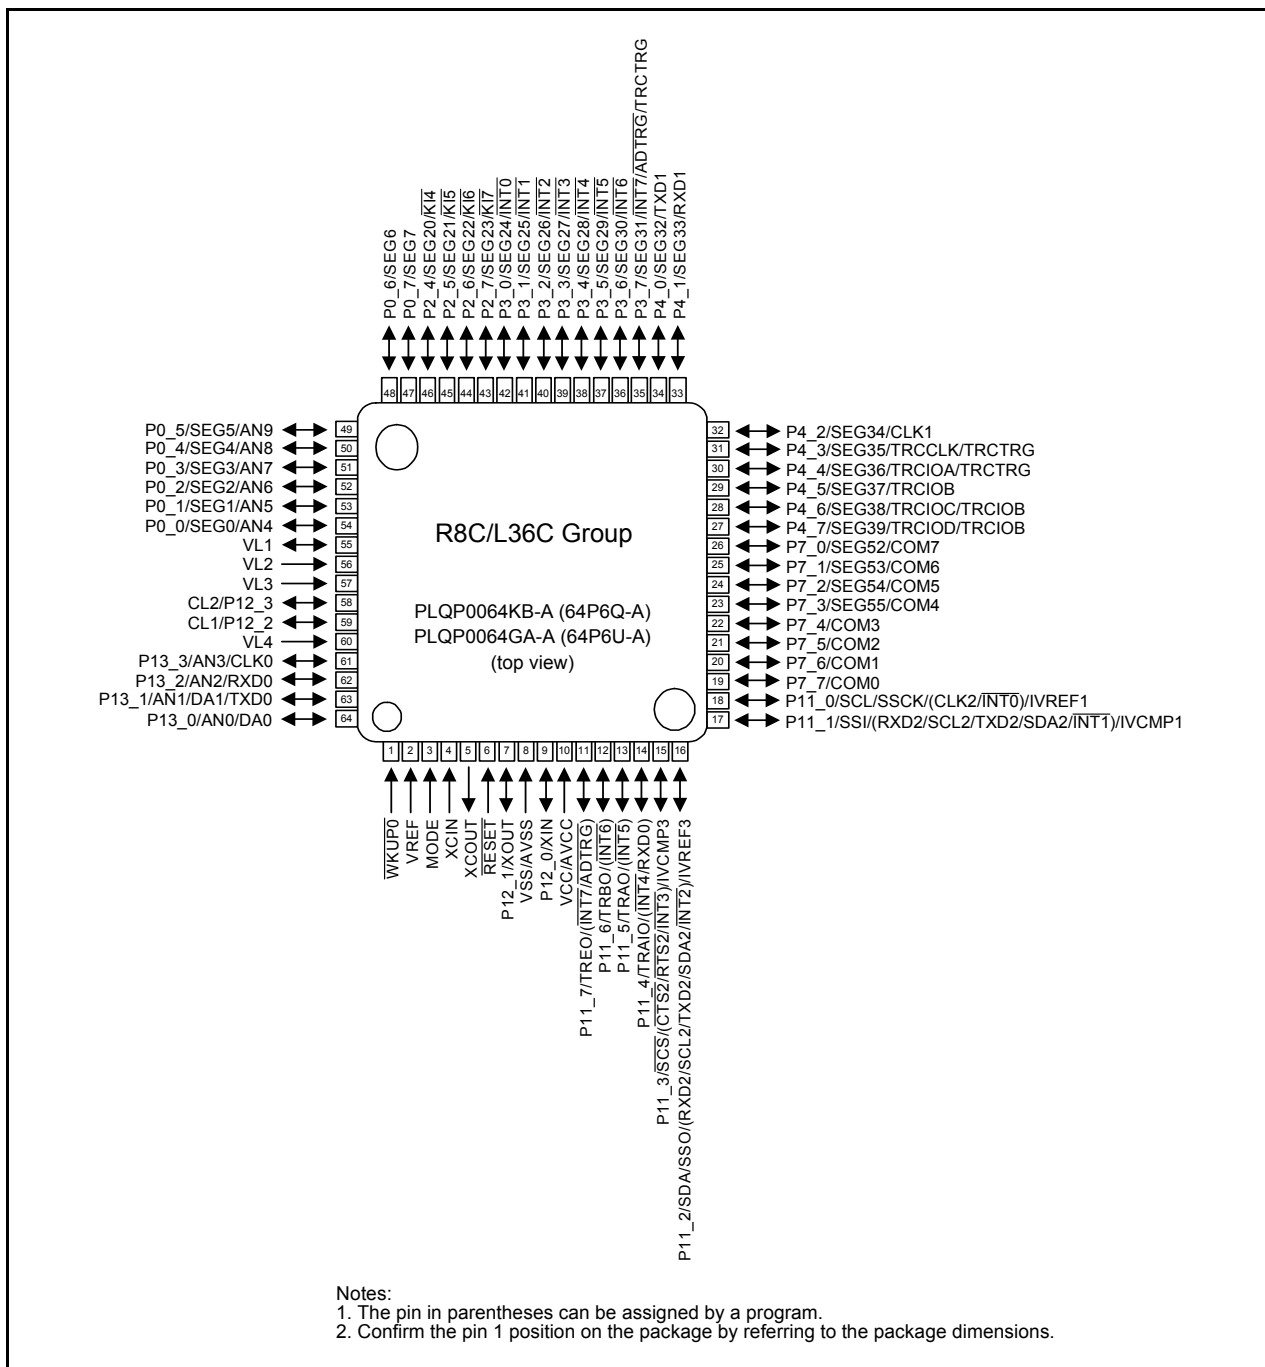 P0_6/SEG6
P0_7/SEG7
P2_4/SEG20/KI4
P2_5/SEG21/KI5
P2_6/SEG22/KI6
P2_7/SEG23/KI7
P3_0/SEG24/INT0
P3_1/SEG25/INT1
P3_2/SEG26/INT2
P3_3/SEG27/INT3
P3_4/SEG28/INT4
P3_5/SEG29/INT5
P3_6/SEG30/INT6
P3_7/SEG31/INT7/ADTRG/TRCTRG
P4_0/SEG32/TXD1
P4_1/SEG33/RXD1
48 47 46 45 44 43 42 41 40 39 38 37 36 35 34 33
P0_5/SEG5/AN9 49
P0_4/SEG4/AN8 50
P0_3/SEG3/AN7 51
P0_2/SEG2/AN6 52
P0_1/SEG1/AN5 53
P0_0/SEG0/AN4 54
VL1 55
VL2 56
VL3 57
CL2/P12_3 58
CL1/P12_2 59
VL4 60
P13_3/AN3/CLK0 61
P13_2/AN2/RXD0 62
P13_1/AN1/DA1/TXD0 63
P13_0/AN0/DA0 64
R8C/L36C Group
PLQP0064KB-A (64P6Q-A)
PLQP0064GA-A (64P6U-A)
(top view)
32 P4_2/SEG34/CLK1
31 P4_3/SEG35/TRCCLK/TRCTRG
30 P4_4/SEG36/TRCIOA/TRCTRG
29 P4_5/SEG37/TRCIOB
28 P4_6/SEG38/TRCIOC/TRCIOB
27 P4_7/SEG39/TRCIOD/TRCIOB
26 P7_0/SEG52/COM7
25 P7_1/SEG53/COM6
24 P7_2/SEG54/COM5
23 P7_3/SEG55/COM4
22 P7_4/COM3
21 P7_5/COM2
20 P7_6/COM1
19 P7_7/COM0
18 P11_0/SCL/SSCK/(CLK2/INT0)/IVREF1
17 P11_1/SSI/(RXD2/SCL2/TXD2/SDA2/INT1)/IVCMP1
1 2 3 4 5 6 7 8 9 10 11 12 13 14 15 16
WKUP0
VREF
MODE
XCIN
XCOUT
RESET
P12_1/XOUT
VSS/AVSS
P12_0/XIN
VCC/AVCC
P11_7/TREO/(INT7/ADTRG)
P11_6/TRBO/(INT6)
P11_5/TRAO/(INT5)
P11_4/TRAIO/(INT4/RXD0)
P11_3/SCS/(CTS2/RTS2/INT3)/IVCMP3
P11_2/SDA/SSO/(RXD2/SCL2/TXD2/SDA2/INT2)/IVREF3
Notes:
1. The pin in parentheses can be assigned by a program.
2. Confirm the pin 1 position on the package by referring to the package dimensions.